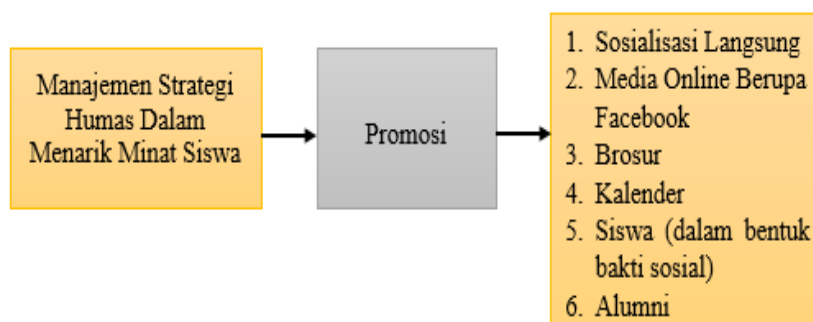 Manajemen Strategi
Humas Dalam
Menarik Minat Siswa
Promosi
1. Sosialisasi Langsung
2. Media Online Berupa
Facebook
3. Brosur
4. Kalender
5. Siswa (dalam bentuk
bakti sosial)
6. Alumni